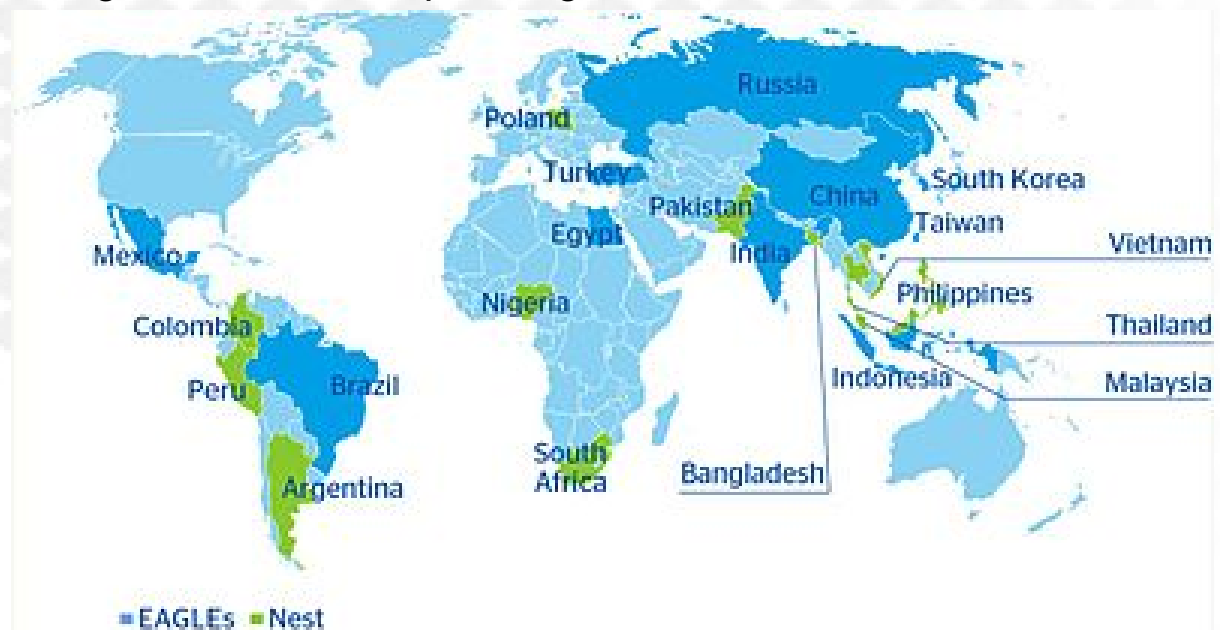 Russia
Poland
Turkey
South Korea
Pakistan
China
Taiwan
Egypt
India
Vietnam
Mexico
Nigeria
Philippines
Colombia
Thailand
Peru
Brazil
Indonesia
Malaysia
South
Africa
Bangladesh
Argentina
EAGLEs Nest